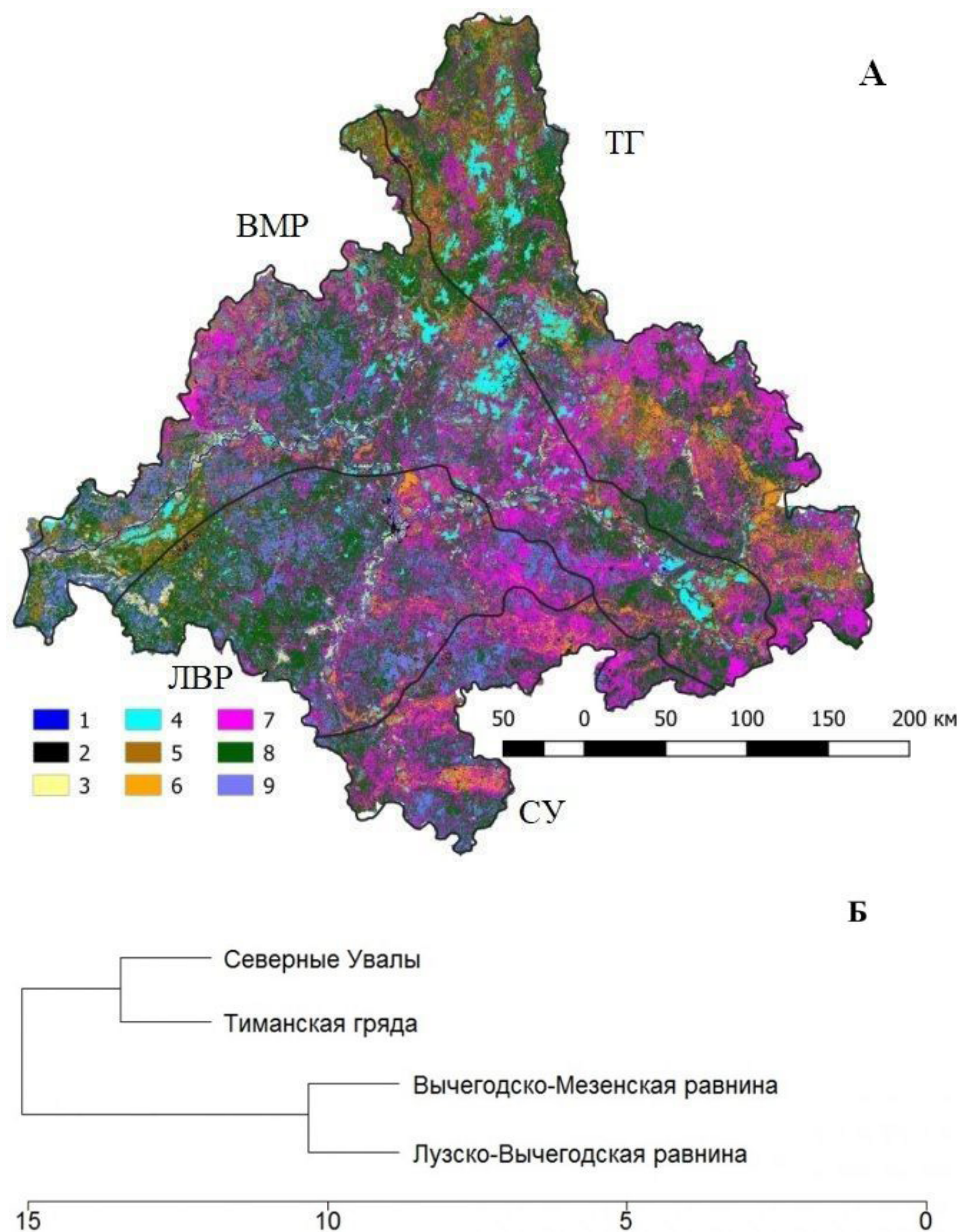 А
ТГ
ВМР
ЛВР
50 0 50 100 150 200 км
1 4 7
2 5 8
3 6 9
СУ
Б
Северные Увалы
Тиманская гряда
Вычегодско-Мезенская равнина
Лузско-Вычегодская равнина
15 10 5 0